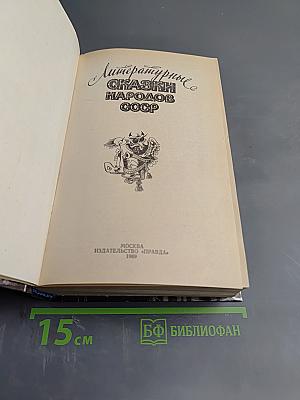 Литературные
СКАЗКИ
НАРОДОВ
СССР
МОСКВА
ИЗДАТЕЛЬСТВО «ПРАВДА»
1989
15 см
БФ БИБЛИОФАН